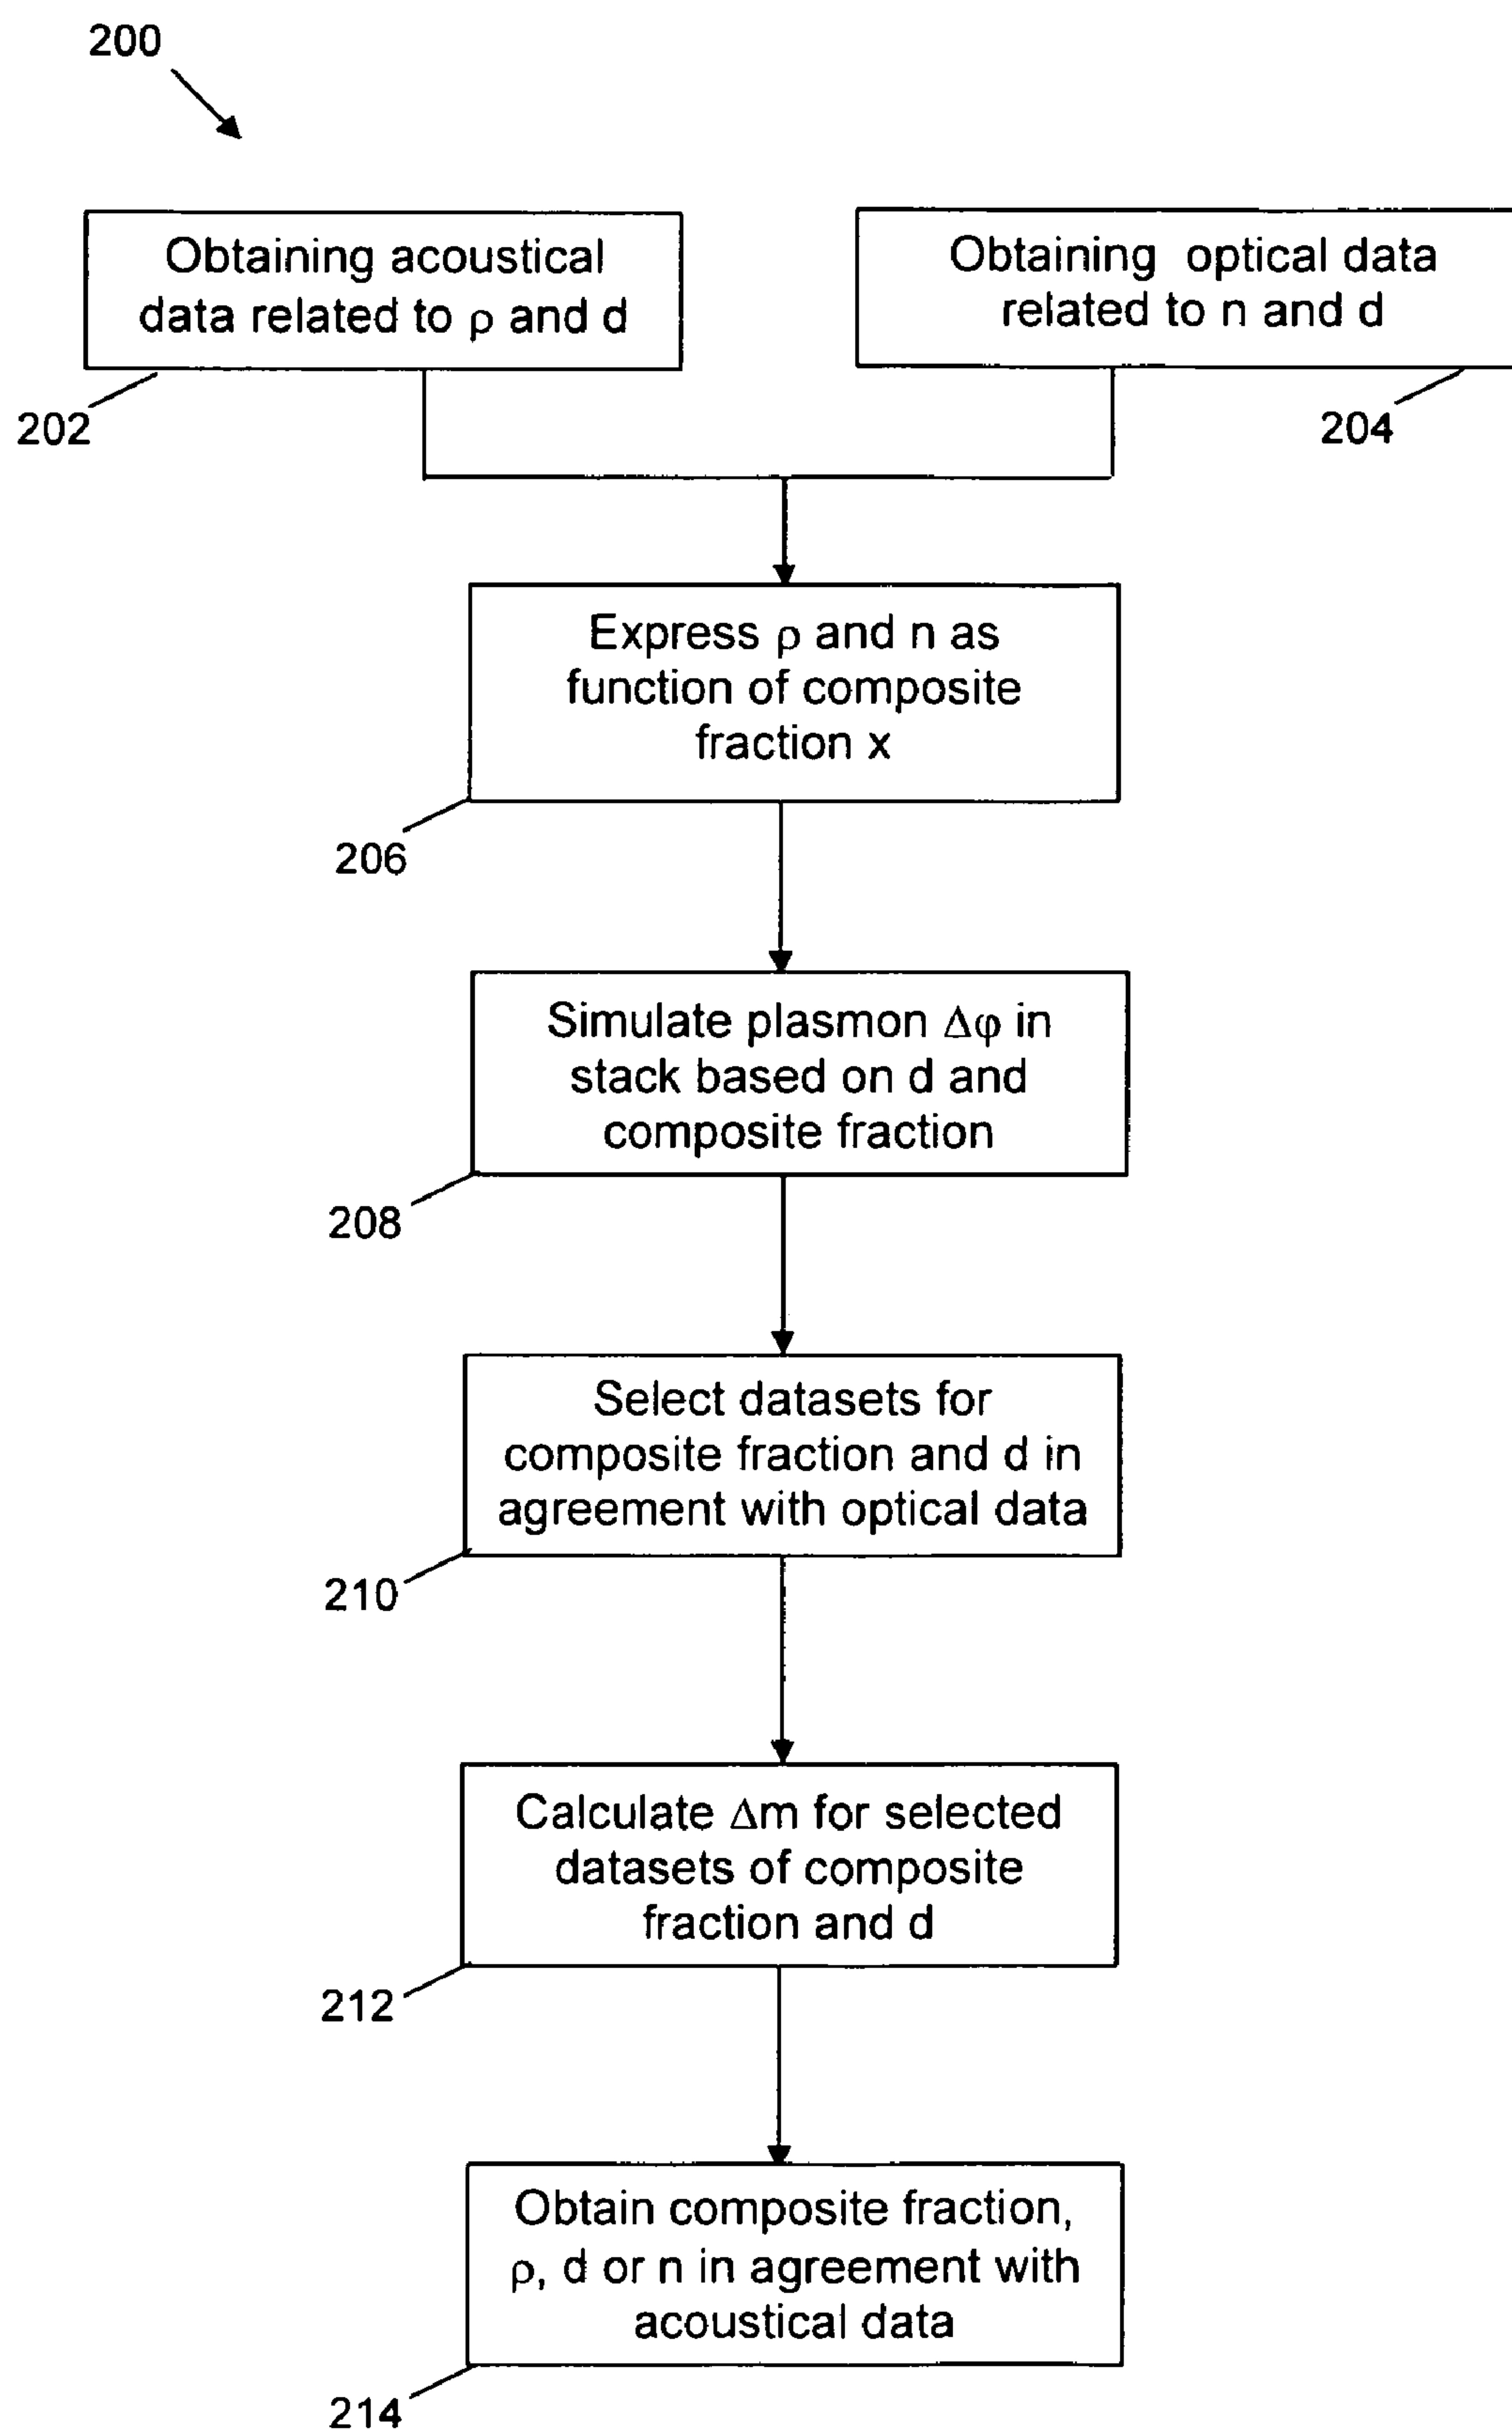 200
Obtaining acoustical
data related to ρ and d
Obtaining optical data
related to n and d
202
204
Express ρ and n as
function of composite
fraction x
206
Simulate plasmon Δφ in
stack based on d and
composite fraction
208
Select datasets for
composite fraction and d in
agreement with optical data
210
Calculate Δm for selected
datasets of composite
fraction and d
212
Obtain composite fraction,
ρ, d or n in agreement with
acoustical data
214